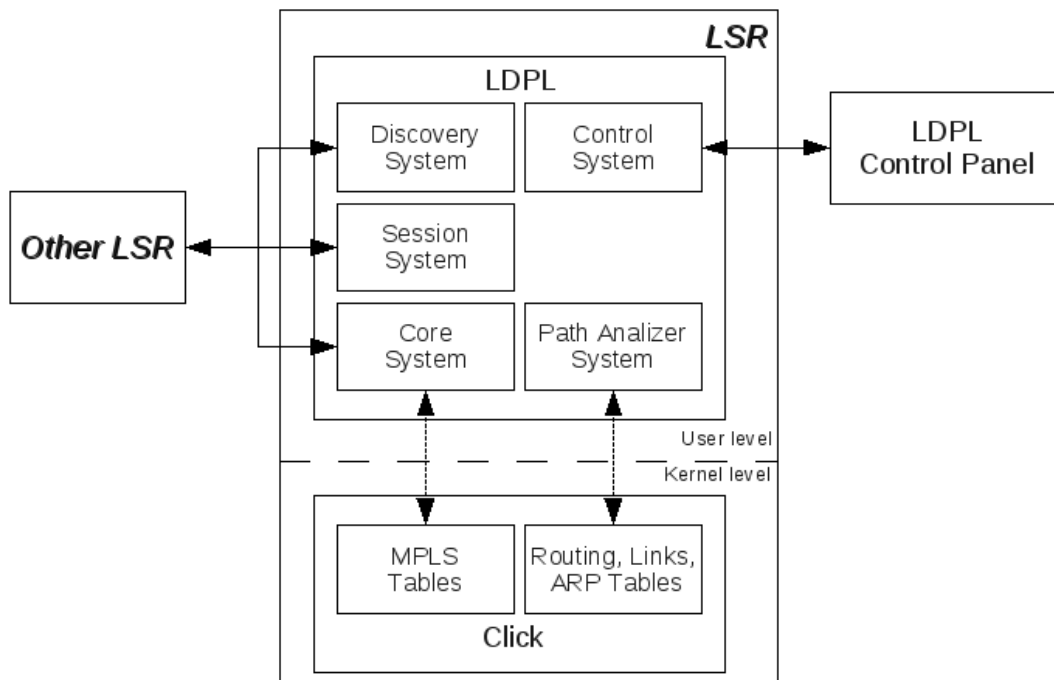 LSR
LDPL
Discovery
System
Control
System
LDPL
Control Panel
Other LSR
Session
System
Core
System
Path Analizer
System
User level
Kernel level
MPLS
Tables
Routing, Links,
ARP Tables
Click